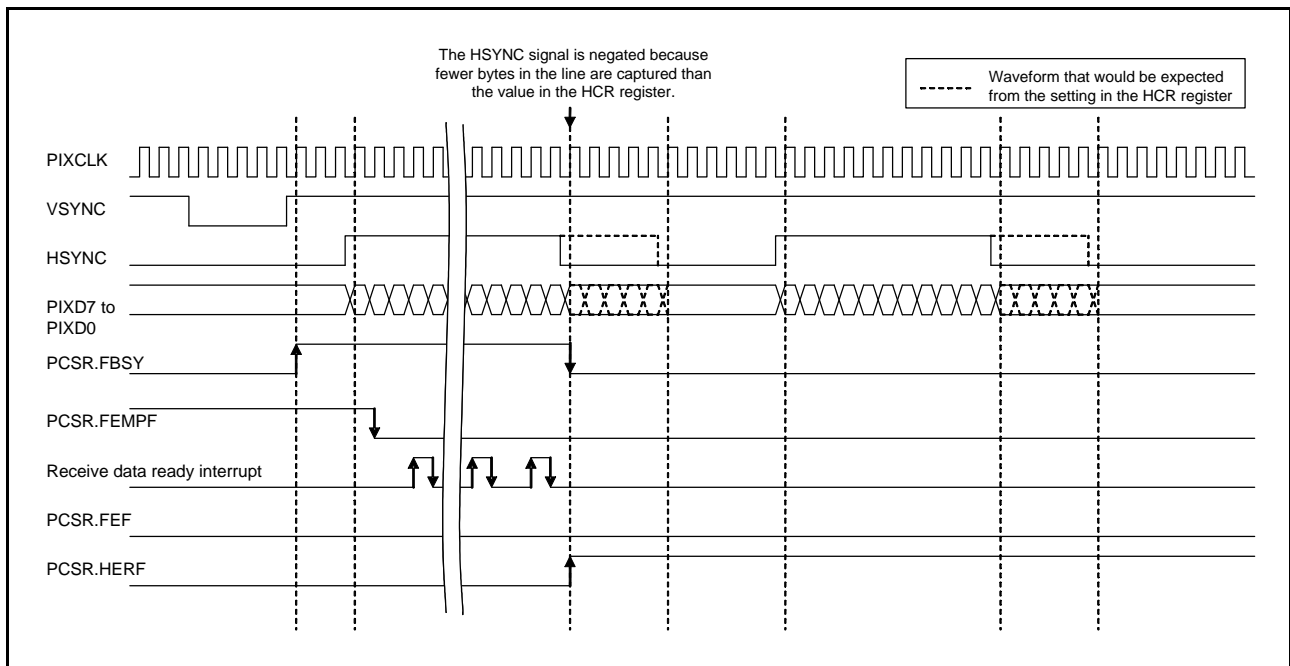 The HSYNC signal is negated because
fewer bytes in the line are captured than
the value in the HCR register.
Waveform that would be expected
from the setting in the HCR register
PIXCLK
VSYNC
HSYNC
PIXD7 to
PIXD0
PCSR.FBSY
PCSR.FEMPF
Receive data ready interrupt
PCSR.FEF
PCSR.HERF